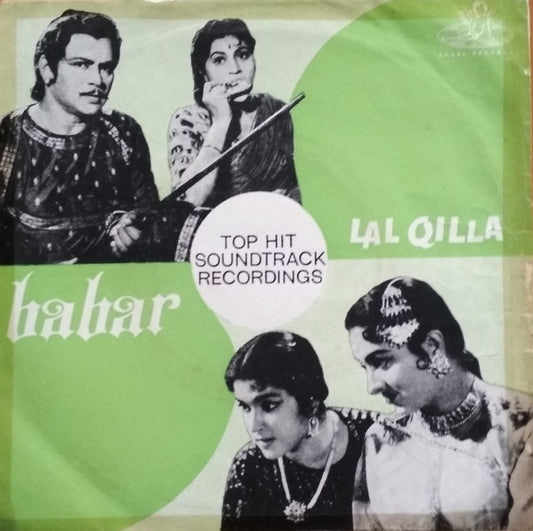 TOP HIT
SOUNDTRACK
RECORDINGS
LAL QILLA
babar